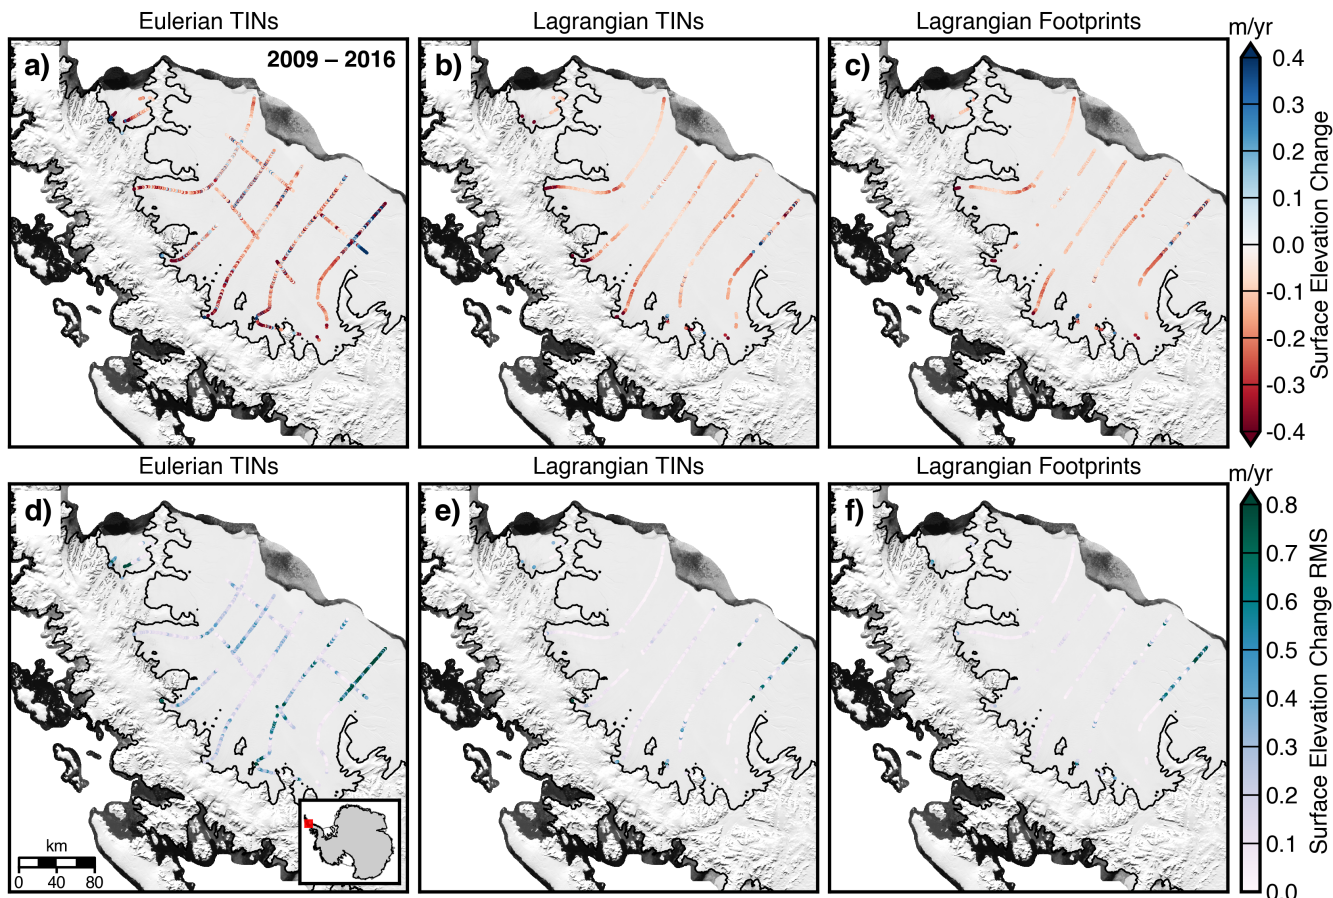 Eulerian TINs
Lagrangian TINs
Lagrangian Footprints
m/yr
a)
2009 – 2016
b)
c)
0.4
0.3
0.2
0.1
0.0
-0.1
-0.2
-0.3
-0.4
Surface Elevation Change
Eulerian TINs
Lagrangian TINs
Lagrangian Footprints
m/yr
d)
e)
f)
0.8
0.7
0.6
0.5
0.4
0.3
0.2
0.1
0.0
Surface Elevation Change RMS
km
0 40 80